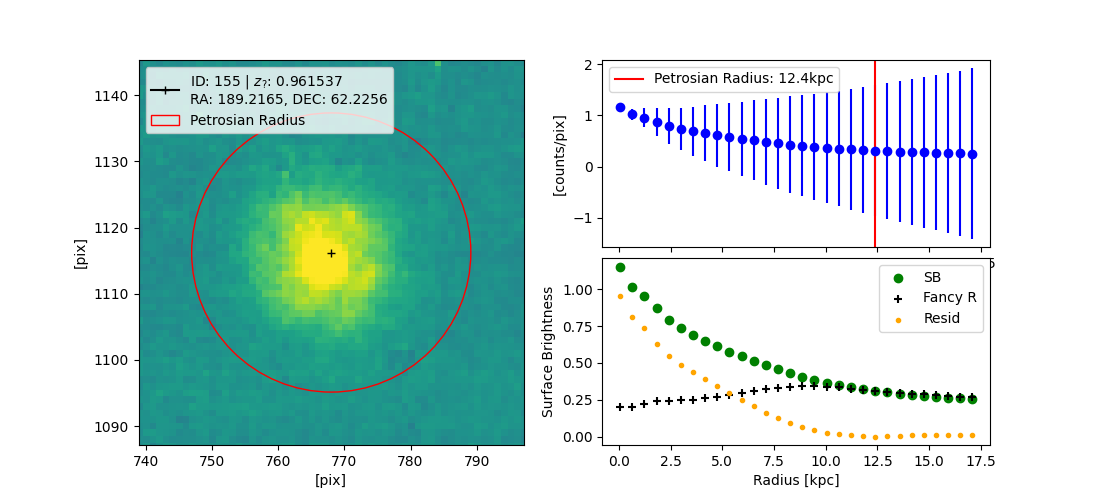 ID: 155 | z?: 0.961537
RA: 189.2165, DEC: 62.2256
Petrosian Radius
1140
1130
1120
1110
1100
1090
[pix]
740 750 760 770 780 790
[pix]
Petrosian Radius: 12.4kpc
2
1
0
−1
[counts/pix]
5
SB
Fancy R
Resid
1.00
0.75
0.50
0.25
0.00
Surface Brightness
0.0 2.5 5.0 7.5 10.0 12.5 15.0 17.5
Radius [kpc]